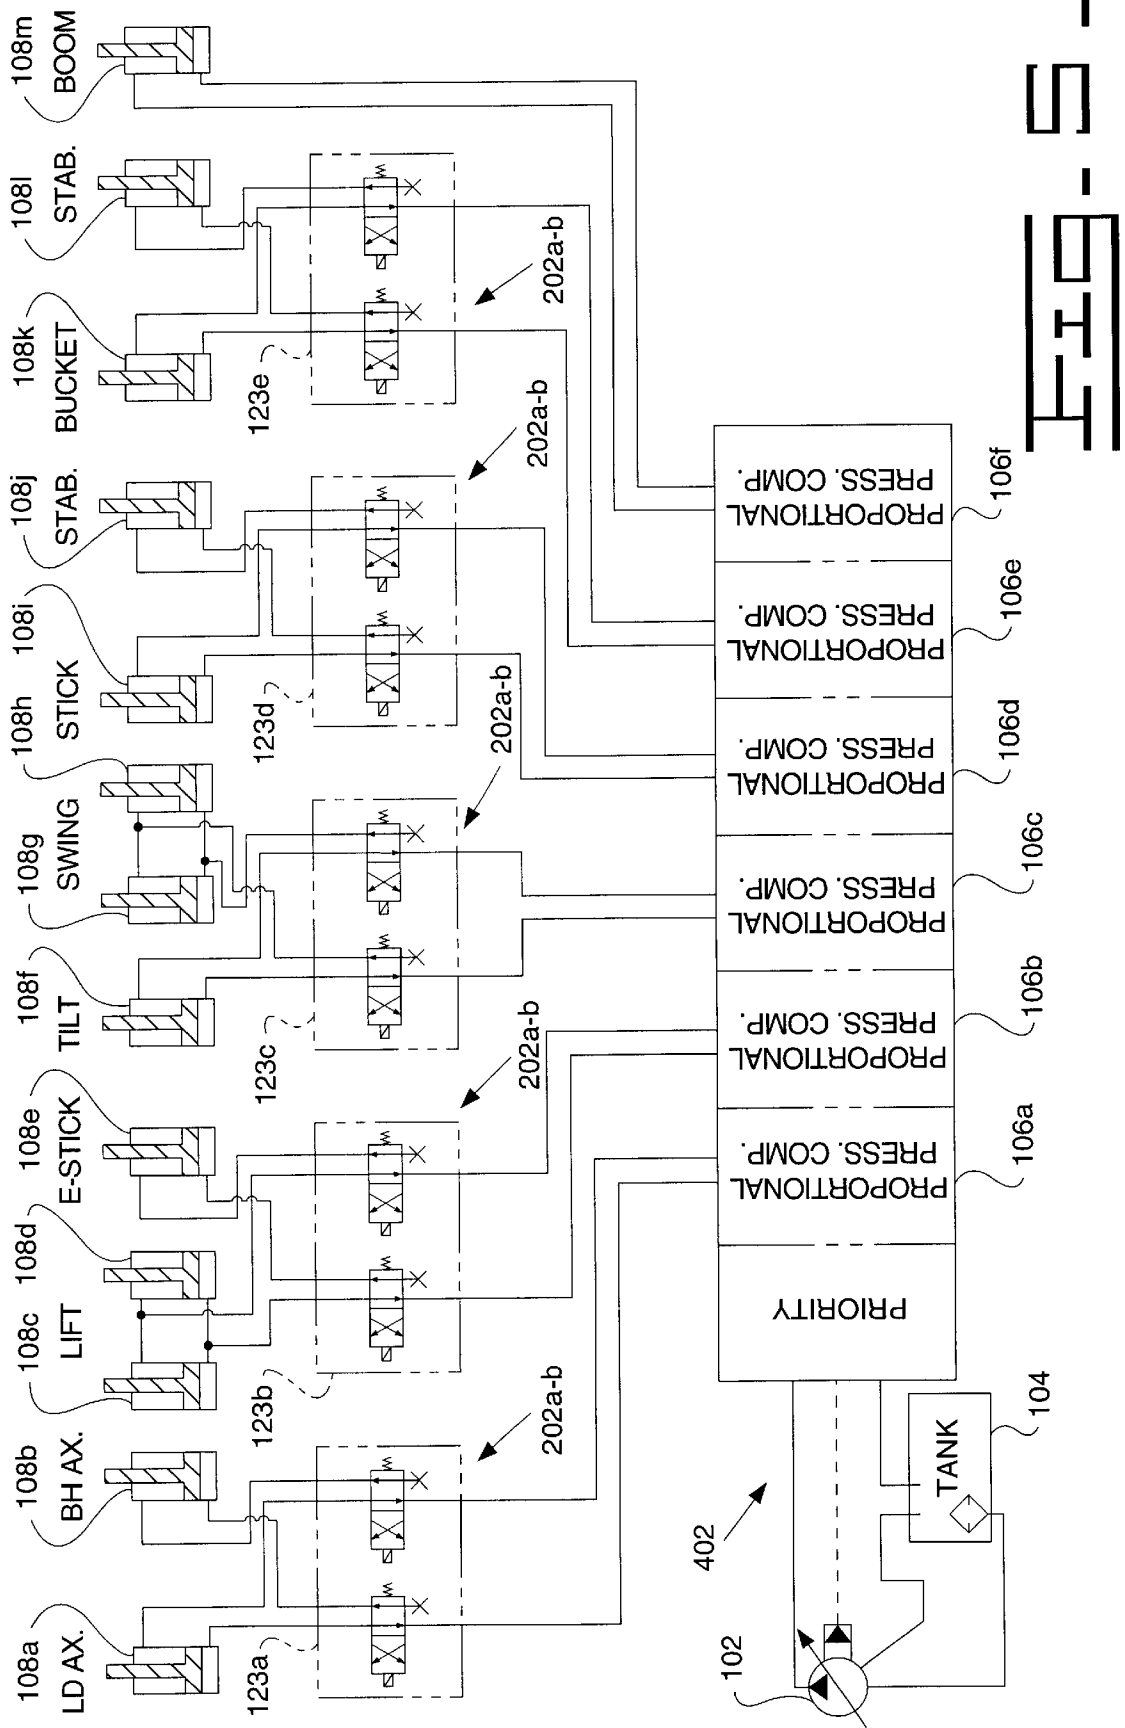 108a
LD AX.
108b
BH AX.
108c
LIFT
108d
108e
E-STICK
108f
TILT
108g
SWING
108h
108i
STICK
108j
STAB.
108k
BUCKET
108l
STAB.
108m
BOOM
123a
202a-b
123b
202a-b
123c
202a-b
123d
202a-b
123e
202a-b
402
102
TANK
104
PRIORITY
PROPORTIONAL
PRESS. COMP.
106a
PROPORTIONAL
PRESS. COMP.
106b
PROPORTIONAL
PRESS. COMP.
106c
PROPORTIONAL
PRESS. COMP.
106d
PROPORTIONAL
PRESS. COMP.
106e
PROPORTIONAL
PRESS. COMP.
106f
FIG - 5 -